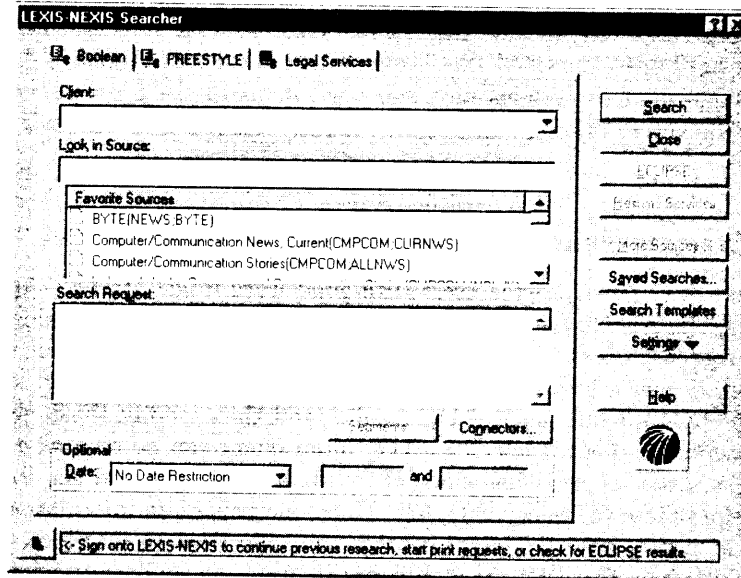 LEXIS-NEXIS Searcher
Boolean
FREESTYLE
Legal Services
Client:
Look in Source:
Favorite Sources
BYTE(NEWS;BYTE)
Computer/Communication News, Current(CMPCOM;CURNWS)
Computer/Communication Stories(CMPCOM;ALLNWS)
Search Request:
Segments
Connectors...
Optional
Date: No Date Restriction and
Search
Close
ECLIPSE
More Sources
Saved Searches...
Search Templates
Settings
Help
<- Sign onto LEXIS-NEXIS to continue previous research, start print requests, or check for ECLIPSE results.